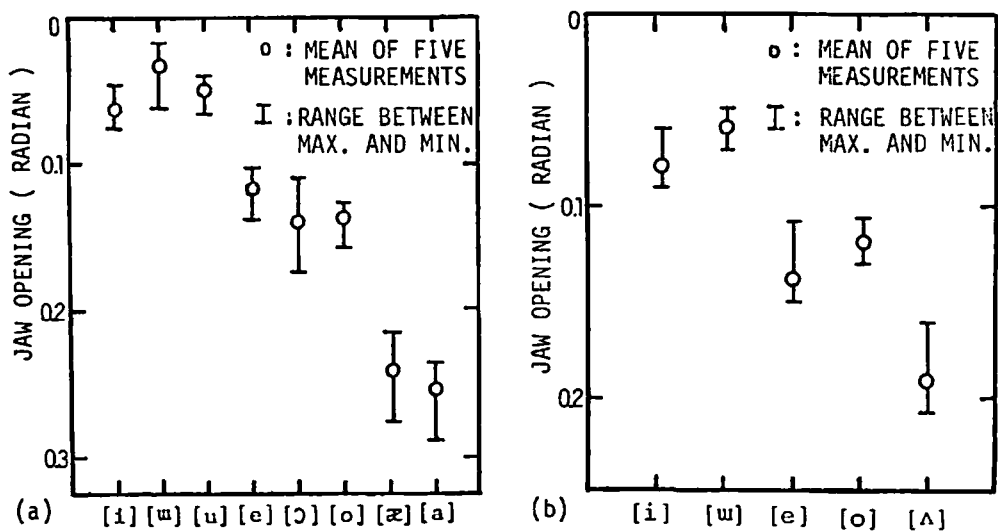 0
o : MEAN OF FIVE
MEASUREMENTS
I : RANGE BETWEEN
MAX. AND MIN.
0.1
0.2
0.3
JAW OPENING ( RADIAN )
(a) [i] [ɯ] [u] [e] [ɔ] [o] [æ] [a]
0
o : MEAN OF FIVE
MEASUREMENTS
I : RANGE BETWEEN
MAX. AND MIN.
0.1
0.2
JAW OPENING ( RADIAN )
(b) [i] [ɯ] [e] [o] [ʌ]